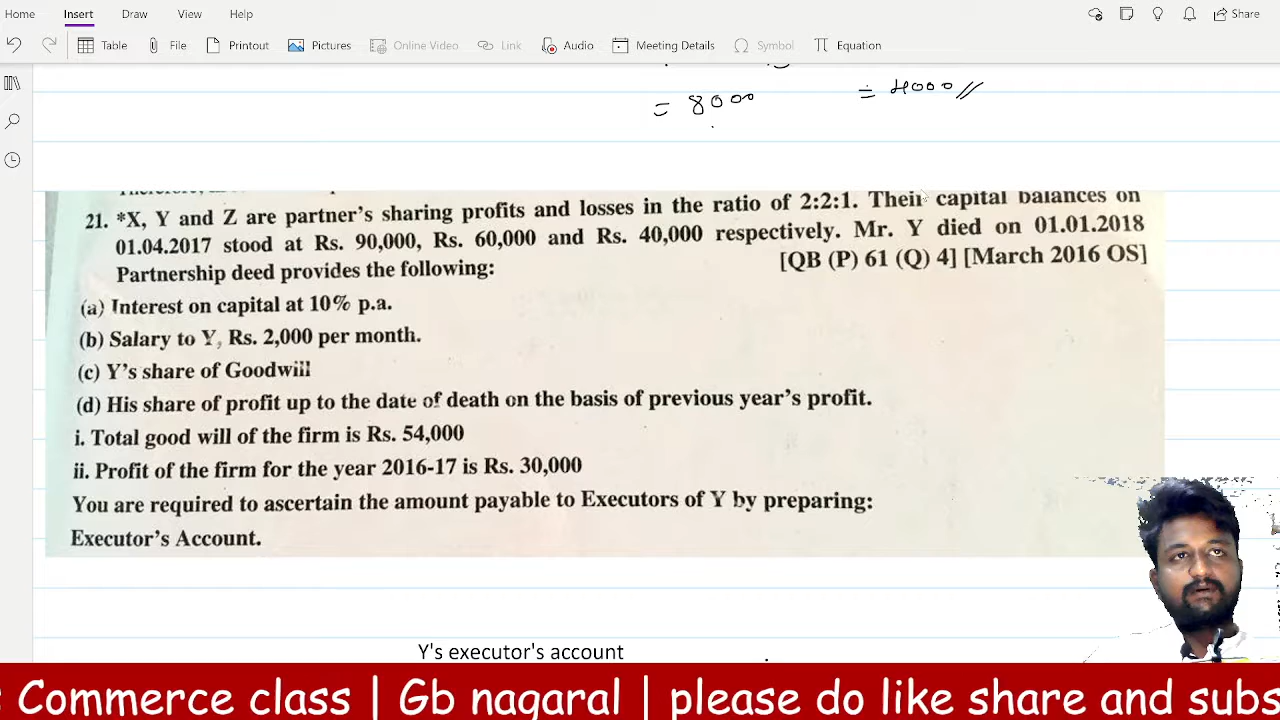 Home Insert Draw View Help Share
Table File Printout Pictures Online Video Link Audio Meeting Details Symbol Equation
= 8000 = 4000 //
21. *X, Y and Z are partner's sharing profits and losses in the ratio of 2:2:1. Their capital balances on
01.04.2017 stood at Rs. 90,000, Rs. 60,000 and Rs. 40,000 respectively. Mr. Y died on 01.01.2018
Partnership deed provides the following: [QB (P) 61 (Q) 4] [March 2016 OS]
(a) Interest on capital at 10% p.a.
(b) Salary to Y, Rs. 2,000 per month.
(c) Y's share of Goodwill
(d) His share of profit up to the date of death on the basis of previous year's profit.
i. Total good will of the firm is Rs. 54,000
ii. Profit of the firm for the year 2016-17 is Rs. 30,000
You are required to ascertain the amount payable to Executors of Y by preparing:
Executor's Account.
Y's executor's account
Commerce class | Gb nagaral | please do like share and subs